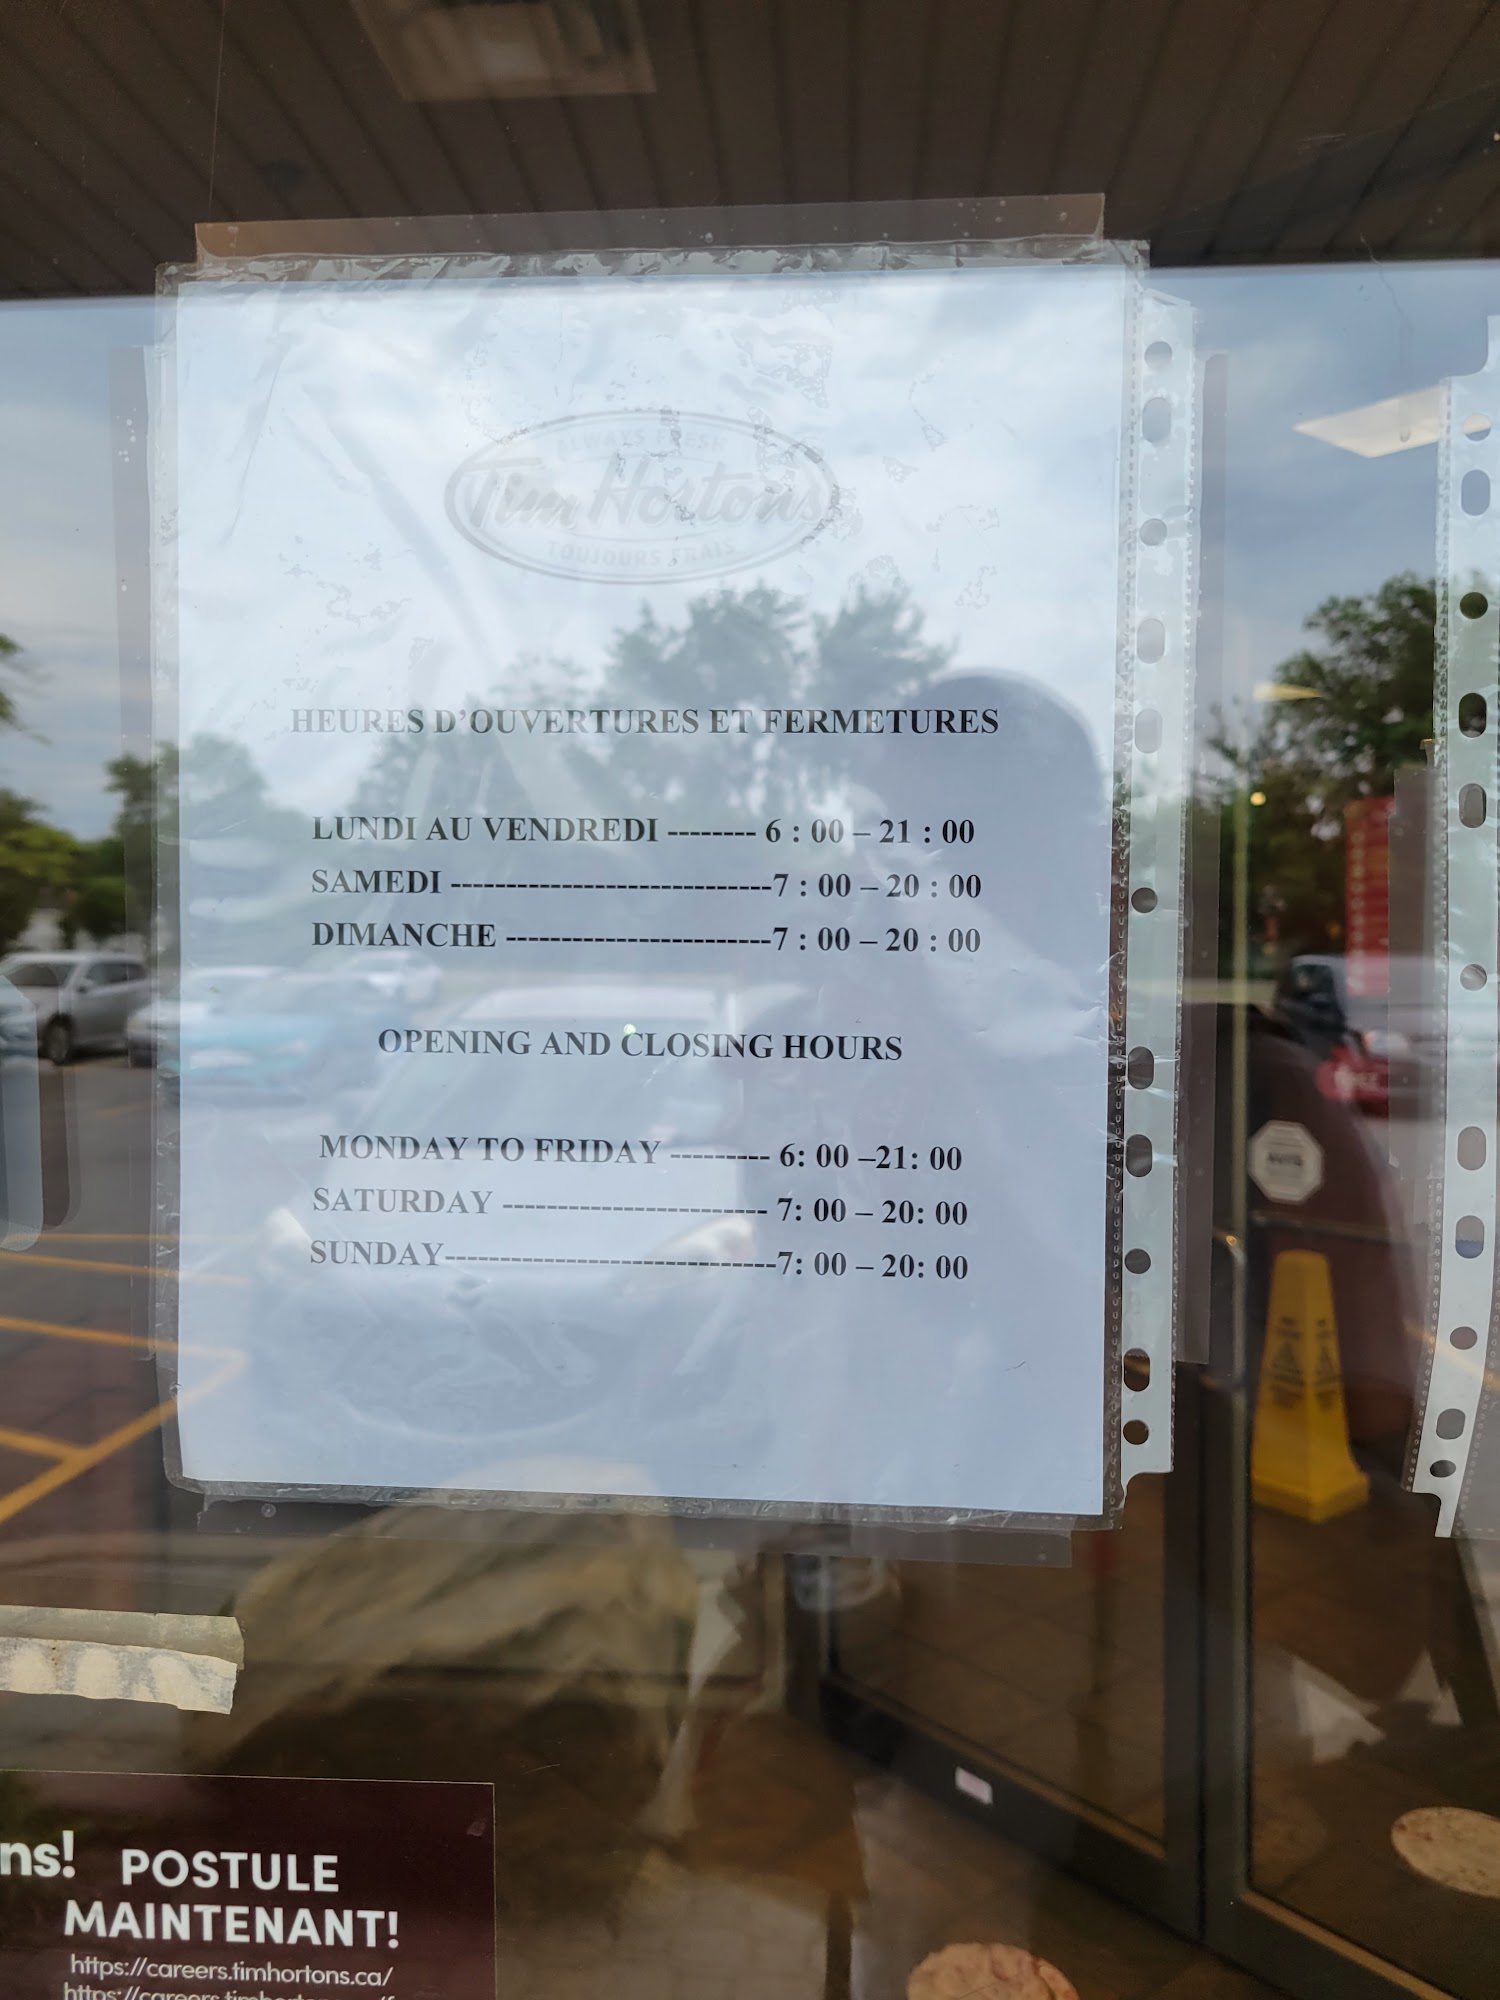 ALWAYS FRESH
Tim Hortons
TOUJOURS FRAIS
HEURES D'OUVERTURES ET FERMETURES
LUNDI AU VENDREDI -------- 6 : 00 – 21 : 00
SAMEDI -----------------------------7 : 00 – 20 : 00
DIMANCHE ------------------------7 : 00 – 20 : 00
OPENING AND CLOSING HOURS
MONDAY TO FRIDAY --------- 6: 00 –21: 00
SATURDAY ------------------------ 7: 00 – 20: 00
SUNDAY------------------------------7: 00 – 20: 00
ns! POSTULE
MAINTENANT!
https://careers.timhortons.ca/